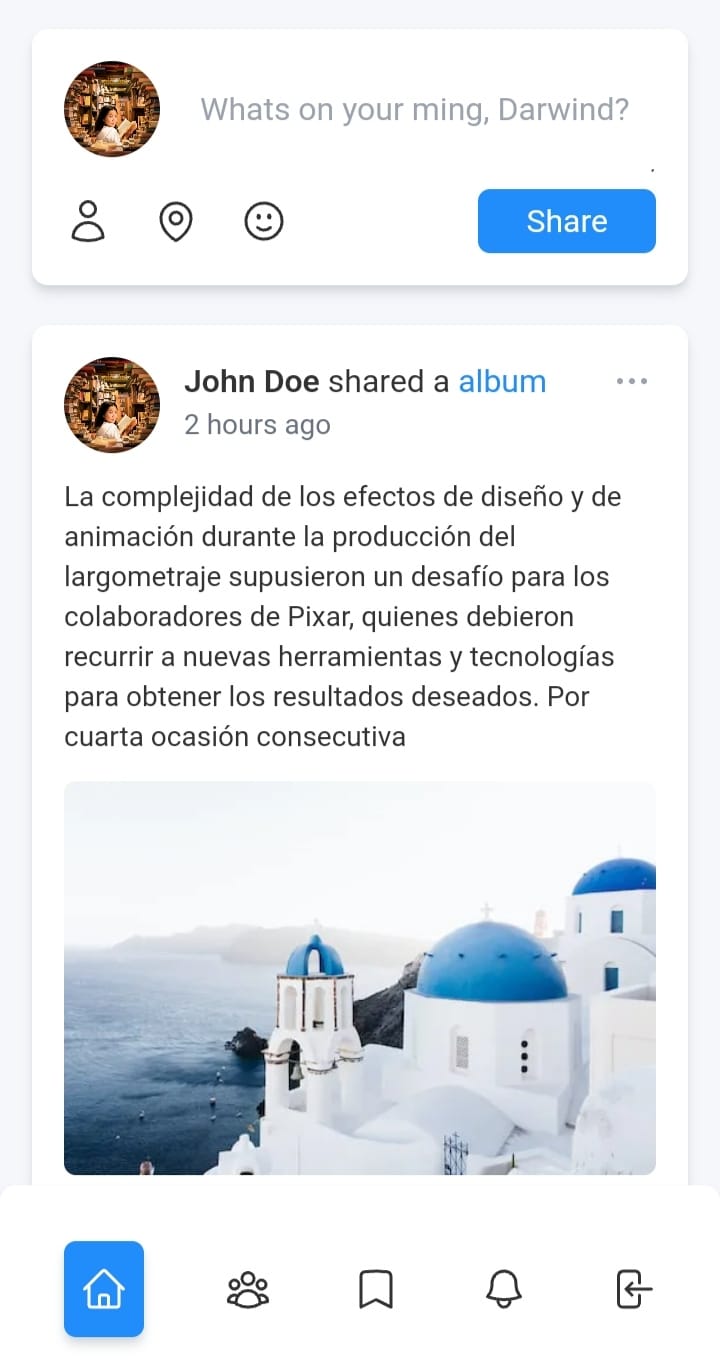 Whats on your ming, Darwind?
Share
John Doe shared a album
2 hours ago
La complejidad de los efectos de diseño y de
animación durante la producción del
largometraje supusieron un desafío para los
colaboradores de Pixar, quienes debieron
recurrir a nuevas herramientas y tecnologías
para obtener los resultados deseados. Por
cuarta ocasión consecutiva